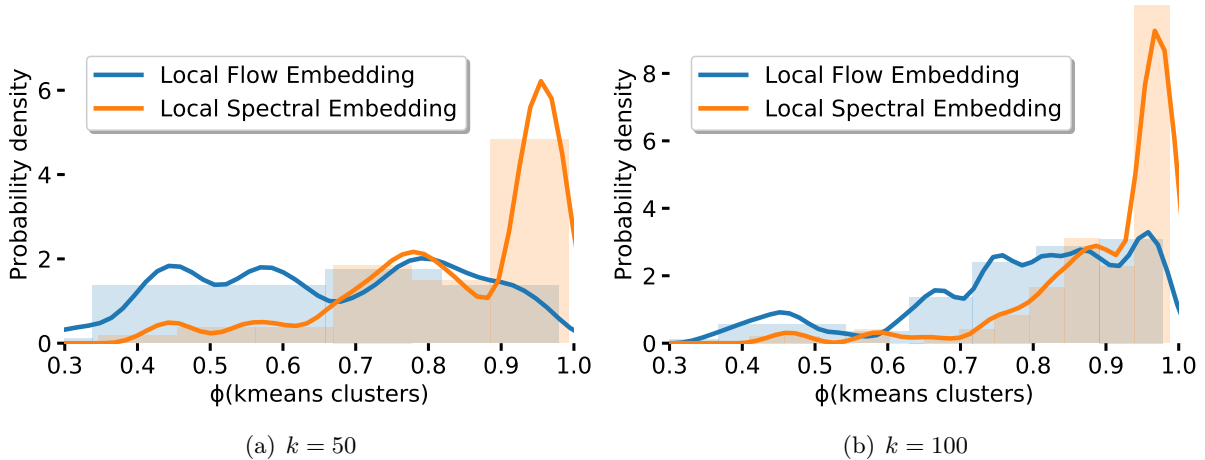 Local Flow Embedding
Local Spectral Embedding
Probability density
6
4
2
0
0.3 0.4 0.5 0.6 0.7 0.8 0.9 1.0
ϕ(kmeans clusters)
(a) k = 50
Local Flow Embedding
Local Spectral Embedding
Probability density
8
6
4
2
0
0.3 0.4 0.5 0.6 0.7 0.8 0.9 1.0
ϕ(kmeans clusters)
(b) k = 100